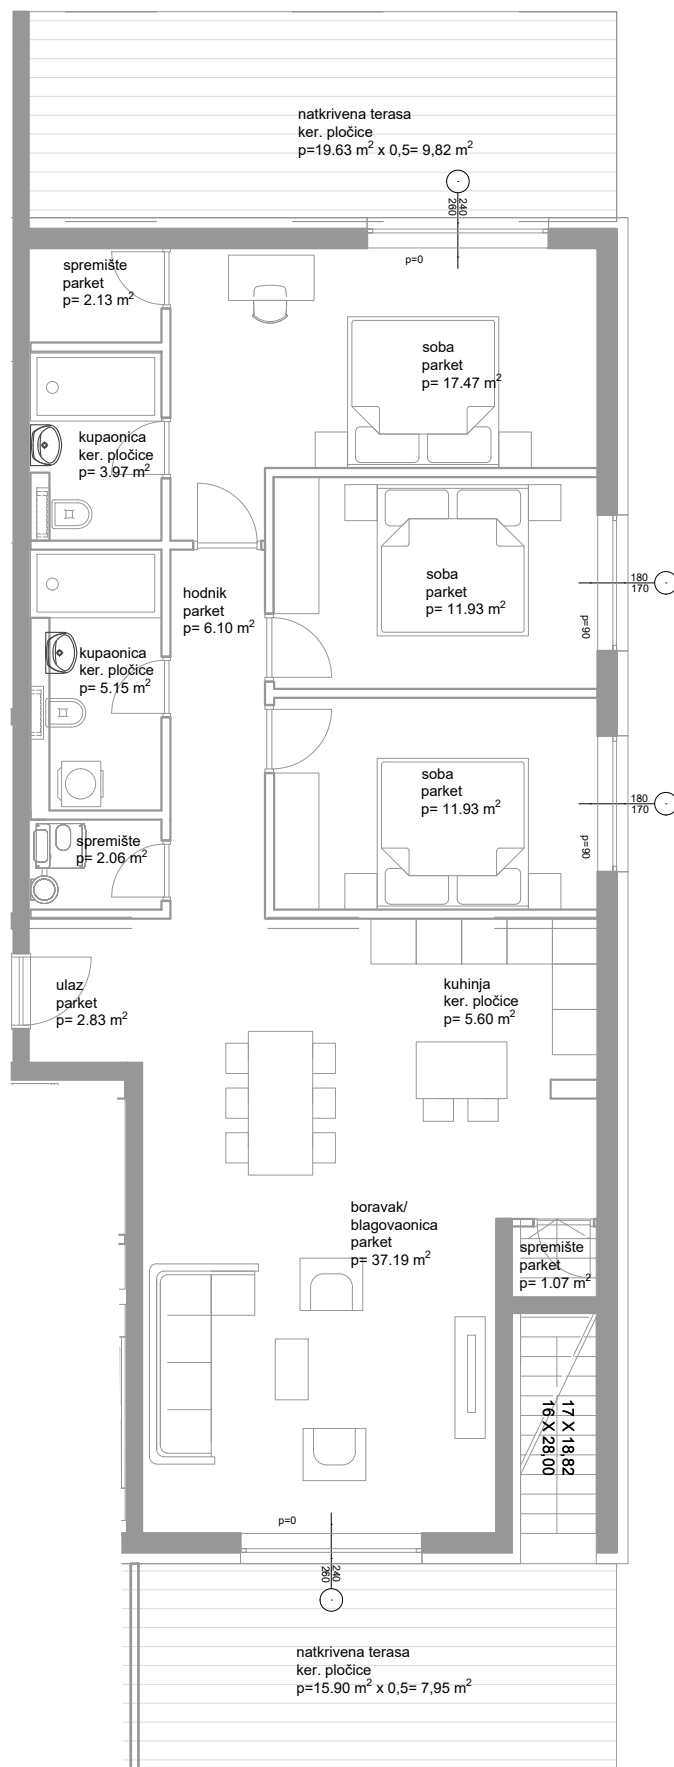 natkrivena terasa
ker. pločice
p=19.63 m² x 0,5= 9,82 m²
240
260
p=0
spremište
parket
p= 2.13 m²
soba
parket
p= 17.47 m²
kupaonica
ker. pločice
p= 3.97 m²
soba
parket
p= 11.93 m²
180
170
p=90
hodnik
parket
p= 6.10 m²
kupaonica
ker. pločice
p= 5.15 m²
soba
parket
p= 11.93 m²
180
170
p=90
spremište
p= 2.06 m²
ulaz
parket
p= 2.83 m²
kuhinja
ker. pločice
p= 5.60 m²
boravak/
blagovaonica
parket
p= 37.19 m²
spremište
parket
p= 1.07 m²
17 X 18,82
16 X 28,00
p=0
240
260
natkrivena terasa
ker. pločice
p=15.90 m² x 0,5= 7,95 m²